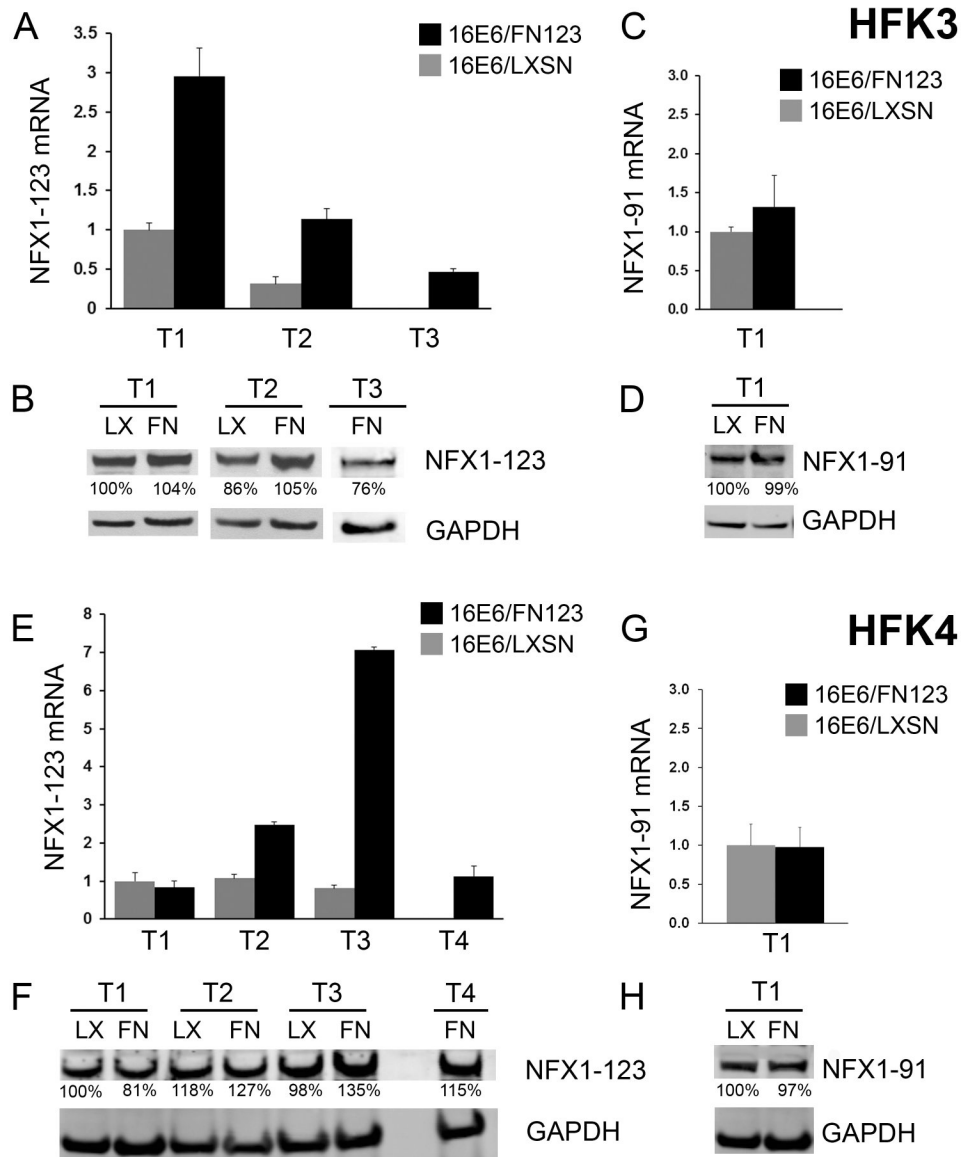 A
16E6/FN123
16E6/LXSN
NFX1-123 mRNA
3.5
3
2.5
2
1.5
1
0.5
0
T1 T2 T3
C
HFK3
16E6/FN123
16E6/LXSN
NFX1-91 mRNA
3.0
2.5
2.0
1.5
1.0
0.5
0.0
T1
B
T1 T2 T3
LX FN LX FN FN
NFX1-123
100% 104% 86% 105% 76%
GAPDH
D
T1
LX FN
NFX1-91
100% 99%
GAPDH
E
16E6/FN123
16E6/LXSN
NFX1-123 mRNA
8
7
6
5
4
3
2
1
0
T1 T2 T3 T4
G
HFK4
16E6/FN123
16E6/LXSN
NFX1-91 mRNA
3.0
2.5
2.0
1.5
1.0
0.5
0.0
T1
F
T1 T2 T3 T4
LX FN LX FN LX FN FN
NFX1-123
100% 81% 118% 127% 98% 135% 115%
GAPDH
H
T1
LX FN
NFX1-91
100% 97%
GAPDH